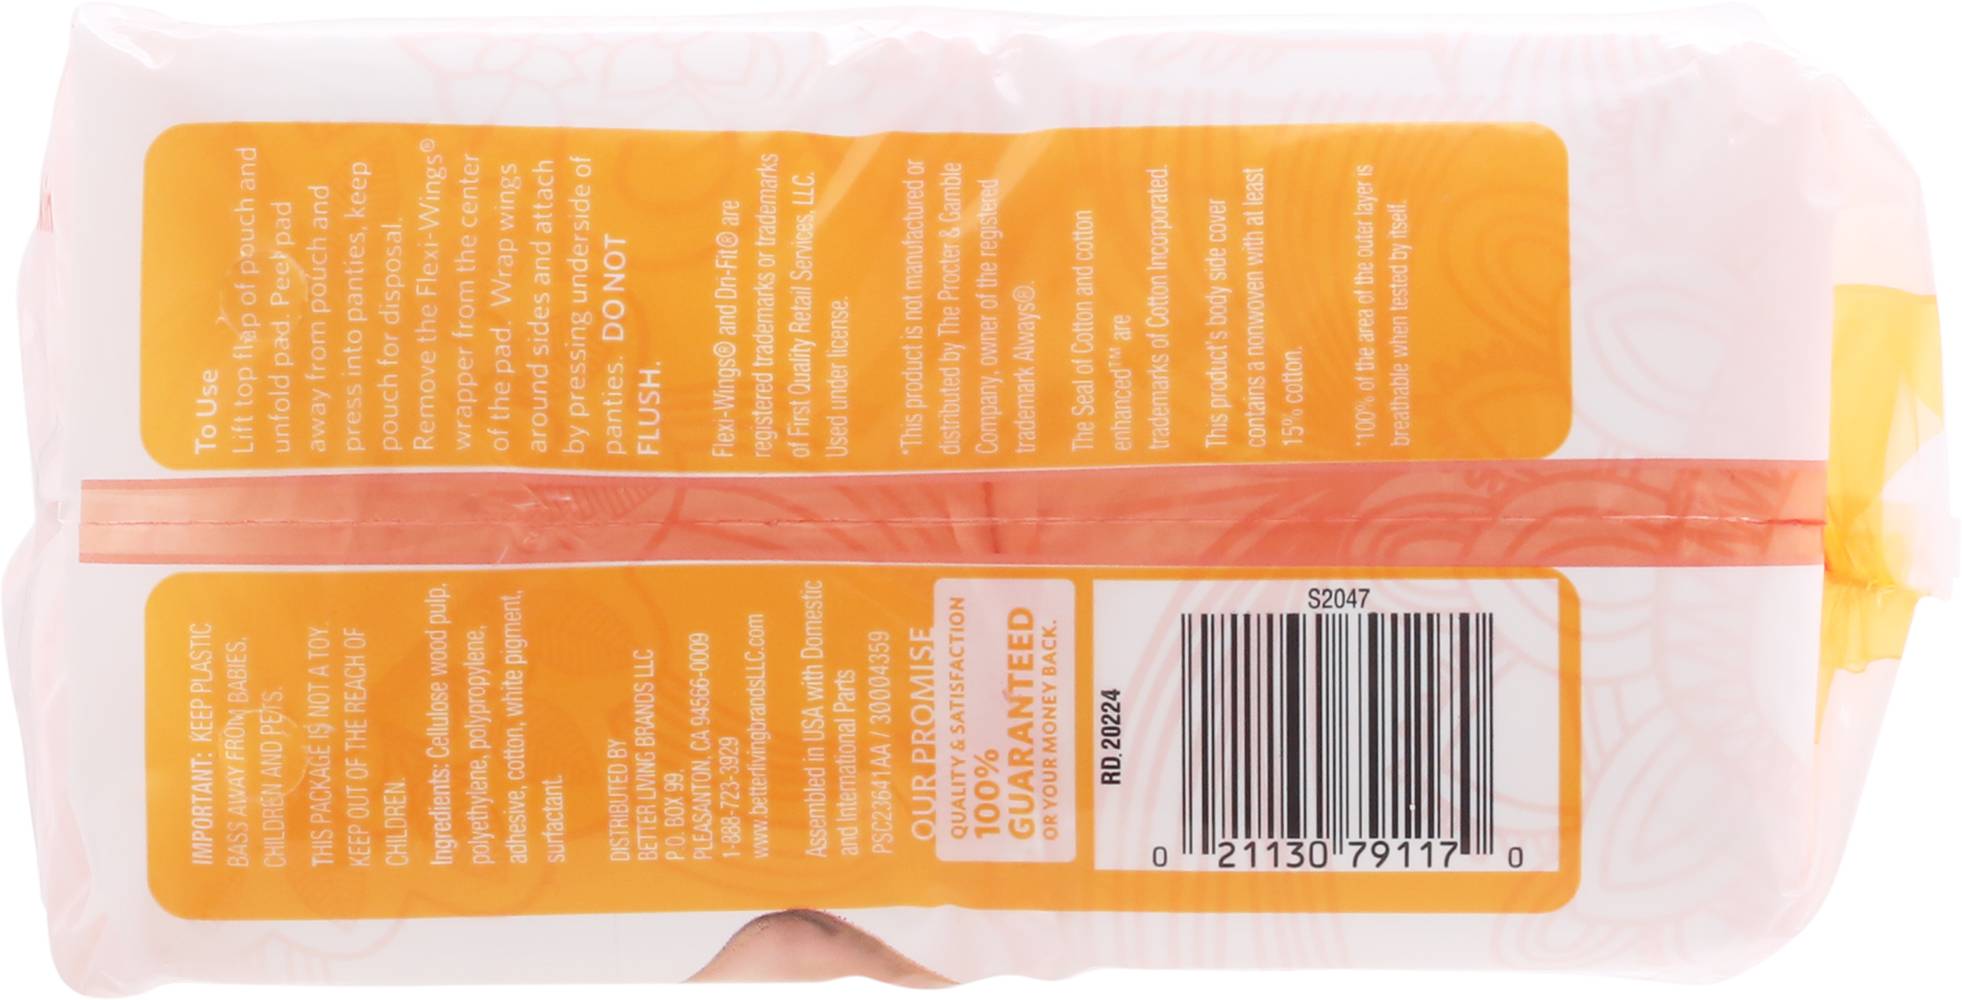 To Use
Lift top flap of pouch and
unfold pad. Peel pad
away from pouch and
press into panties, keep
pouch for disposal.
Remove the Flexi-Wings®
wrapper from the center
of the pad. Wrap wings
around sides and attach
by pressing underside of
panties. DO NOT
FLUSH.
Flexi-Wings® and Dri-Fit® are
registered trademarks or trademarks
of First Quality Retail Services, LLC.
Used under license.
*This product is not manufactured or
distributed by The Procter & Gamble
Company, owner of the registered
trademark Always®.
The Seal of Cotton and cotton
enhanced™ are
trademarks of Cotton Incorporated.
This product's body side cover
contains a nonwoven with at least
15% cotton.
*100% of the area of the outer layer is
breathable when tested by itself.
IMPORTANT: KEEP PLASTIC
BASS AWAY FROM BABIES,
CHILDREN AND PETS.
THIS PACKAGE IS NOT A TOY.
KEEP OUT OF THE REACH OF
CHILDREN.
Ingredients: Cellulose wood pulp,
polyethylene, polypropylene,
adhesive, cotton, white pigment,
surfactant.
DISTRIBUTED BY
BETTER LIVING BRANDS LLC
P.O. BOX 99.
PLEASANTON, CA 94566-0009
1-888-723-3929
www.betterlivingbrandsLLC.com
Assembled in USA with Domestic
and International Parts
PSC23641AA / 30004359
OUR PROMISE
QUALITY & SATISFACTION
100%
GUARANTEED
OR YOUR MONEY BACK.
RD. 20224
S2047
0 21130 79117 0